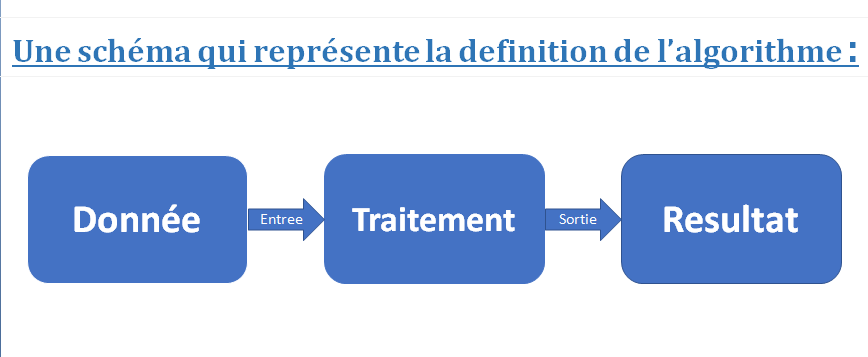 Une schéma qui représente la definition de l'algorithme :
Donnée
Entree
Traitement
Sortie
Resultat